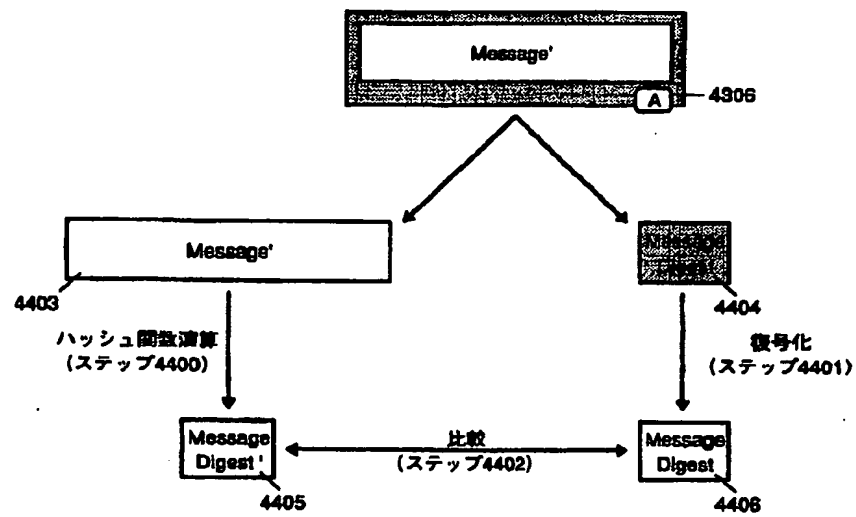 Message'
A
4306
Message'
4403
Message
4404
ハッシュ関数演算
(ステップ4400)
復号化
(ステップ4401)
Message
Digest'
4405
比較
(ステップ4402)
Message
Digest
4406